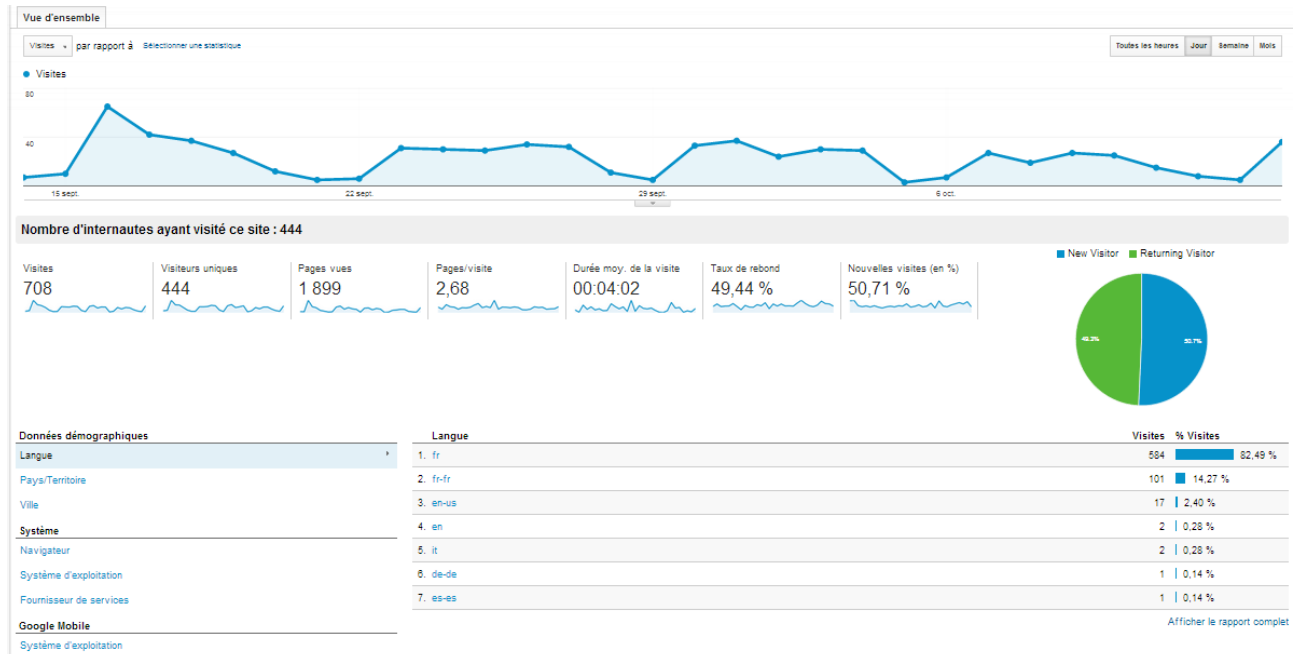 Vue d'ensemble
Visites par rapport à Sélectionner une statistique
Toutes les heures Jour Semaine Mois
Visites
80
40
15 sept. 22 sept. 29 sept. 6 oct.
Nombre d'internautes ayant visité ce site : 444
New Visitor Returning Visitor
Visites Visiteurs uniques Pages vues Pages/visite Durée moy. de la visite Taux de rebond Nouvelles visites (en %)
708 444 1 899 2,68 00:04:02 49,44 % 50,71 %
49.3% 50.7%
Données démographiques
Langue
Pays/Territoire
Ville
Système
Navigateur
Système d'exploitation
Fournisseur de services
Google Mobile
Système d'exploitation
Langue Visites % Visites
1. fr 584 82,49 %
2. fr-fr 101 14,27 %
3. en-us 17 2,40 %
4. en 2 0,28 %
5. it 2 0,28 %
6. de-de 1 0,14 %
7. es-es 1 0,14 %
Afficher le rapport complet